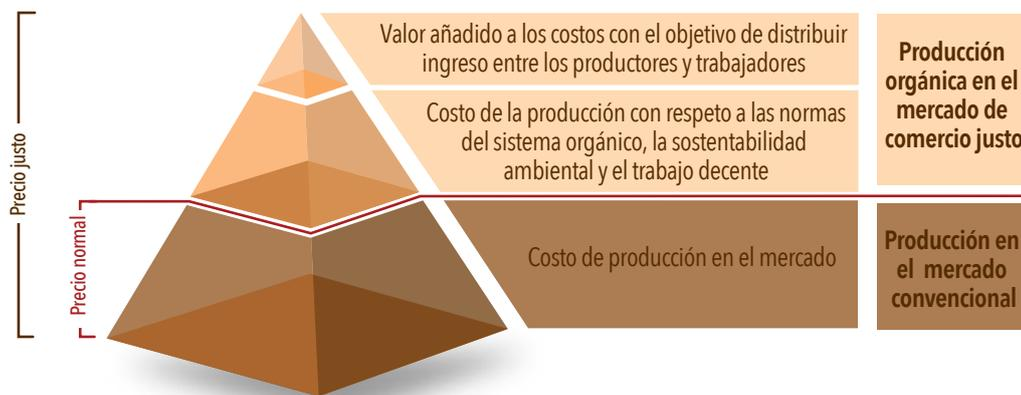 Precio justo
Precio normal
Valor añadido a los costos con el objetivo de distribuir
ingreso entre los productores y trabajadores
Costo de la producción con respeto a las normas
del sistema orgánico, la sostentabilidad
ambiental y el trabajo decente
Costo de producción en el mercado
Producción
orgánica en el
mercado de
comercio justo
Producción en
el mercado
convencional